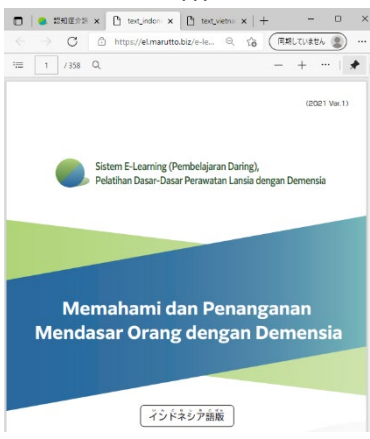 認知症介護
text_indon
text_vietna
https://el.marutto.biz/e-le...
同期していません
1 / 358
(2021 Ver.1)
Sistem E-Learning (Pembelajaran Daring),
Pelatihan Dasar-Dasar Perawatan Lansia dengan Demensia
Memahami dan Penanganan
Mendasar Orang dengan Demensia
インドネシア語版